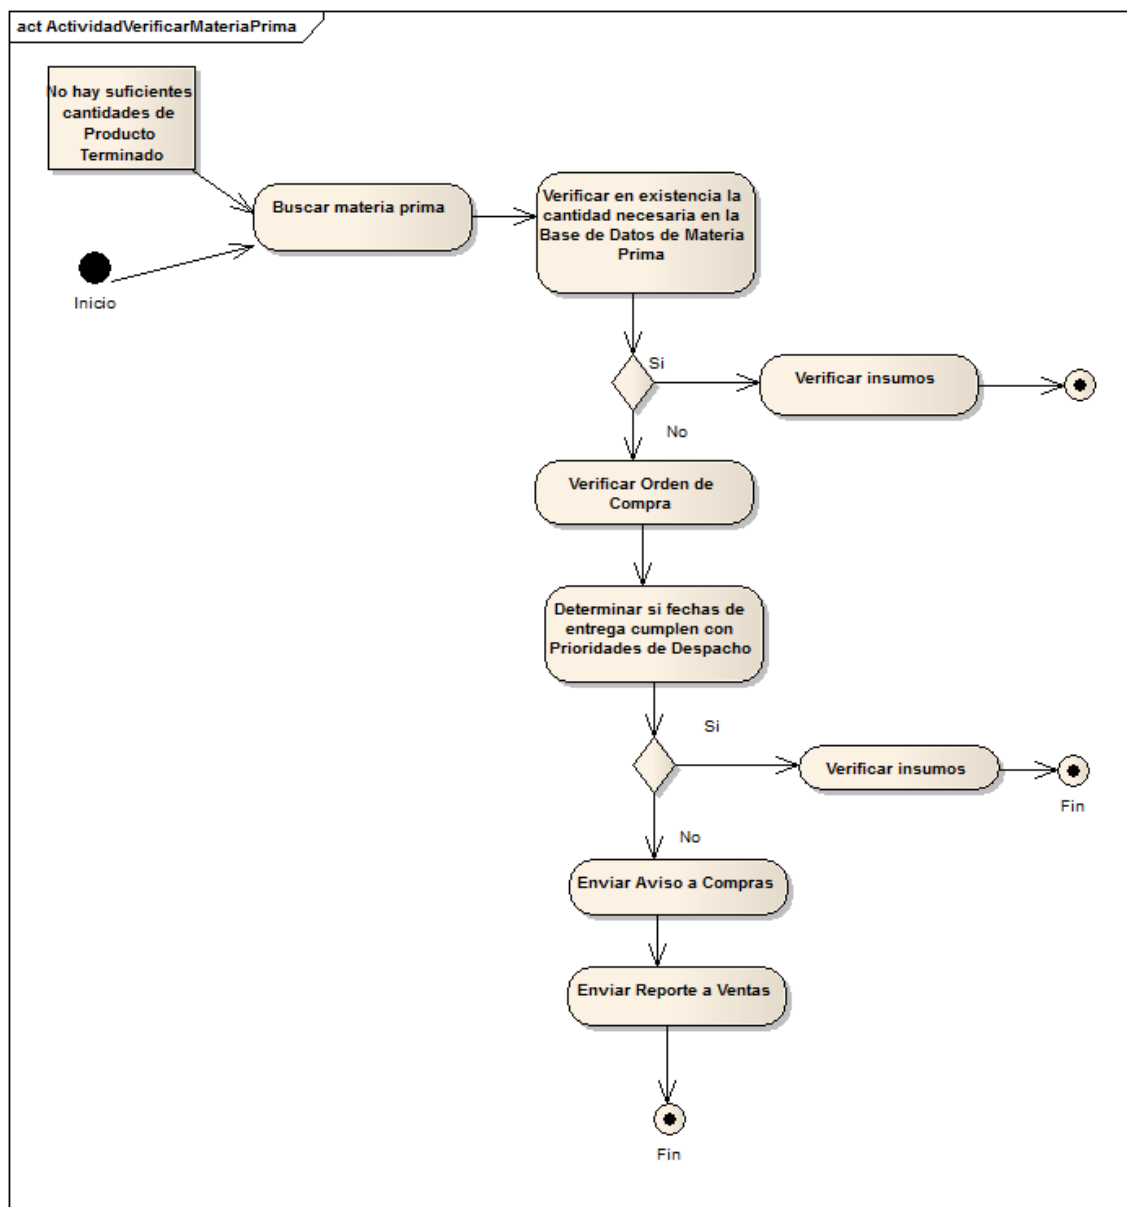 act ActividadVerificarMateriaPrima
No hay suficientes
cantidades de
Producto
Terminado
Buscar materia prima
Verificar en existencia la
cantidad necesaria en la
Base de Datos de Materia
Prima
Inicio
Si
Verificar insumos
No
Verificar Orden de
Compra
Determinar si fechas de
entrega cumplen con
Prioridades de Despacho
Si
Verificar insumos
Fin
No
Enviar Aviso a Compras
Enviar Reporte a Ventas
Fin